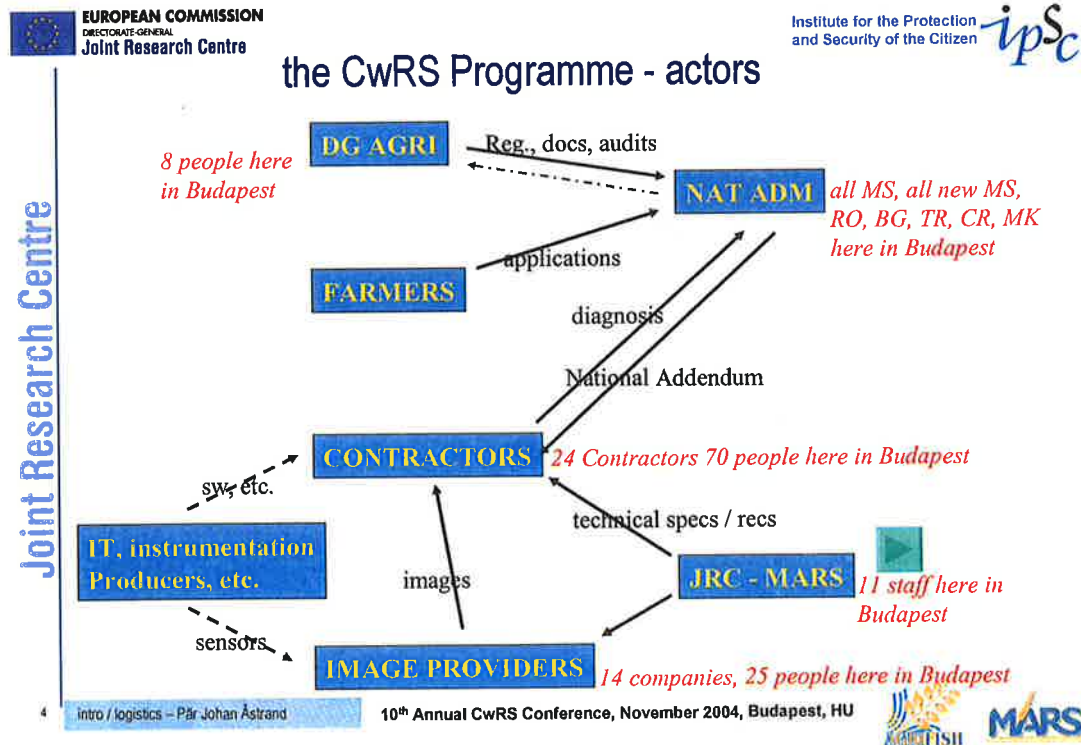 EUROPEAN COMMISSION
DIRECTORATE-GENERAL
Joint Research Centre
Institute for the Protection
and Security of the Citizen
ipSc
the CwRS Programme - actors
Joint Research Centre
DG AGRI
Reg., docs, audits
8 people here
in Budapest
NAT ADM
all MS, all new MS,
RO, BG, TR, CR, MK
here in Budapest
applications
FARMERS
diagnosis
National Addendum
CONTRACTORS
24 Contractors 70 people here in Budapest
sw, etc.
technical specs / recs
IT, instrumentation
Producers, etc.
images
JRC - MARS
11 staff here in
Budapest
sensors
IMAGE PROVIDERS
14 companies, 25 people here in Budapest
4
intro / logistics – Pär Johan Åstrand
10th Annual CwRS Conference, November 2004, Budapest, HU
FISH
MARS